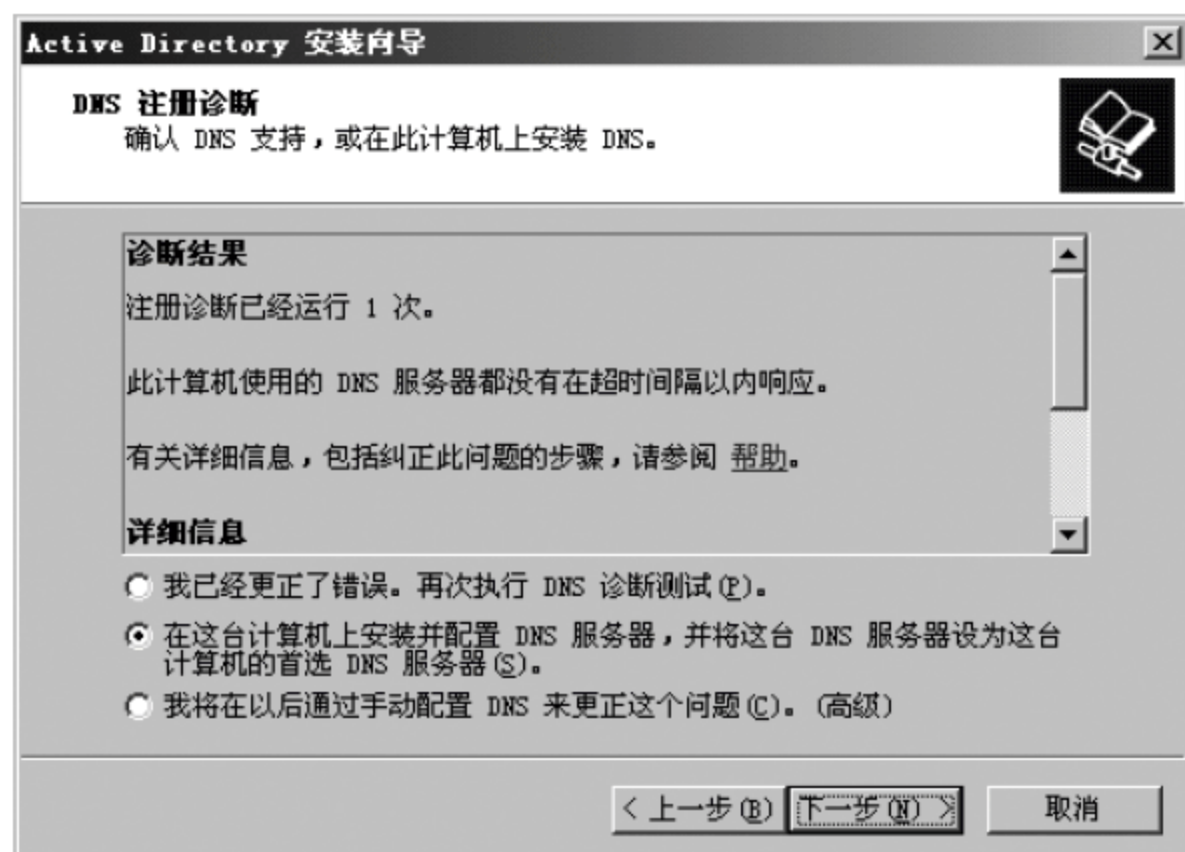 Active Directory 安装向导
DNS 注册诊断
确认 DNS 支持，或在此计算机上安装 DNS。
诊断结果
注册诊断已经运行 1 次。
此计算机使用的 DNS 服务器都没有在超时间隔以内响应。
有关详细信息，包括纠正此问题的步骤，请参阅 帮助。
详细信息
我已经更正了错误。再次执行 DNS 诊断测试(P)。
在这台计算机上安装并配置 DNS 服务器，并将这台 DNS 服务器设为这台
计算机的首选 DNS 服务器(S)。
我将在以后通过手动配置 DNS 来更正这个问题(C)。(高级)
< 上一步(B) 下一步(N) > 取消